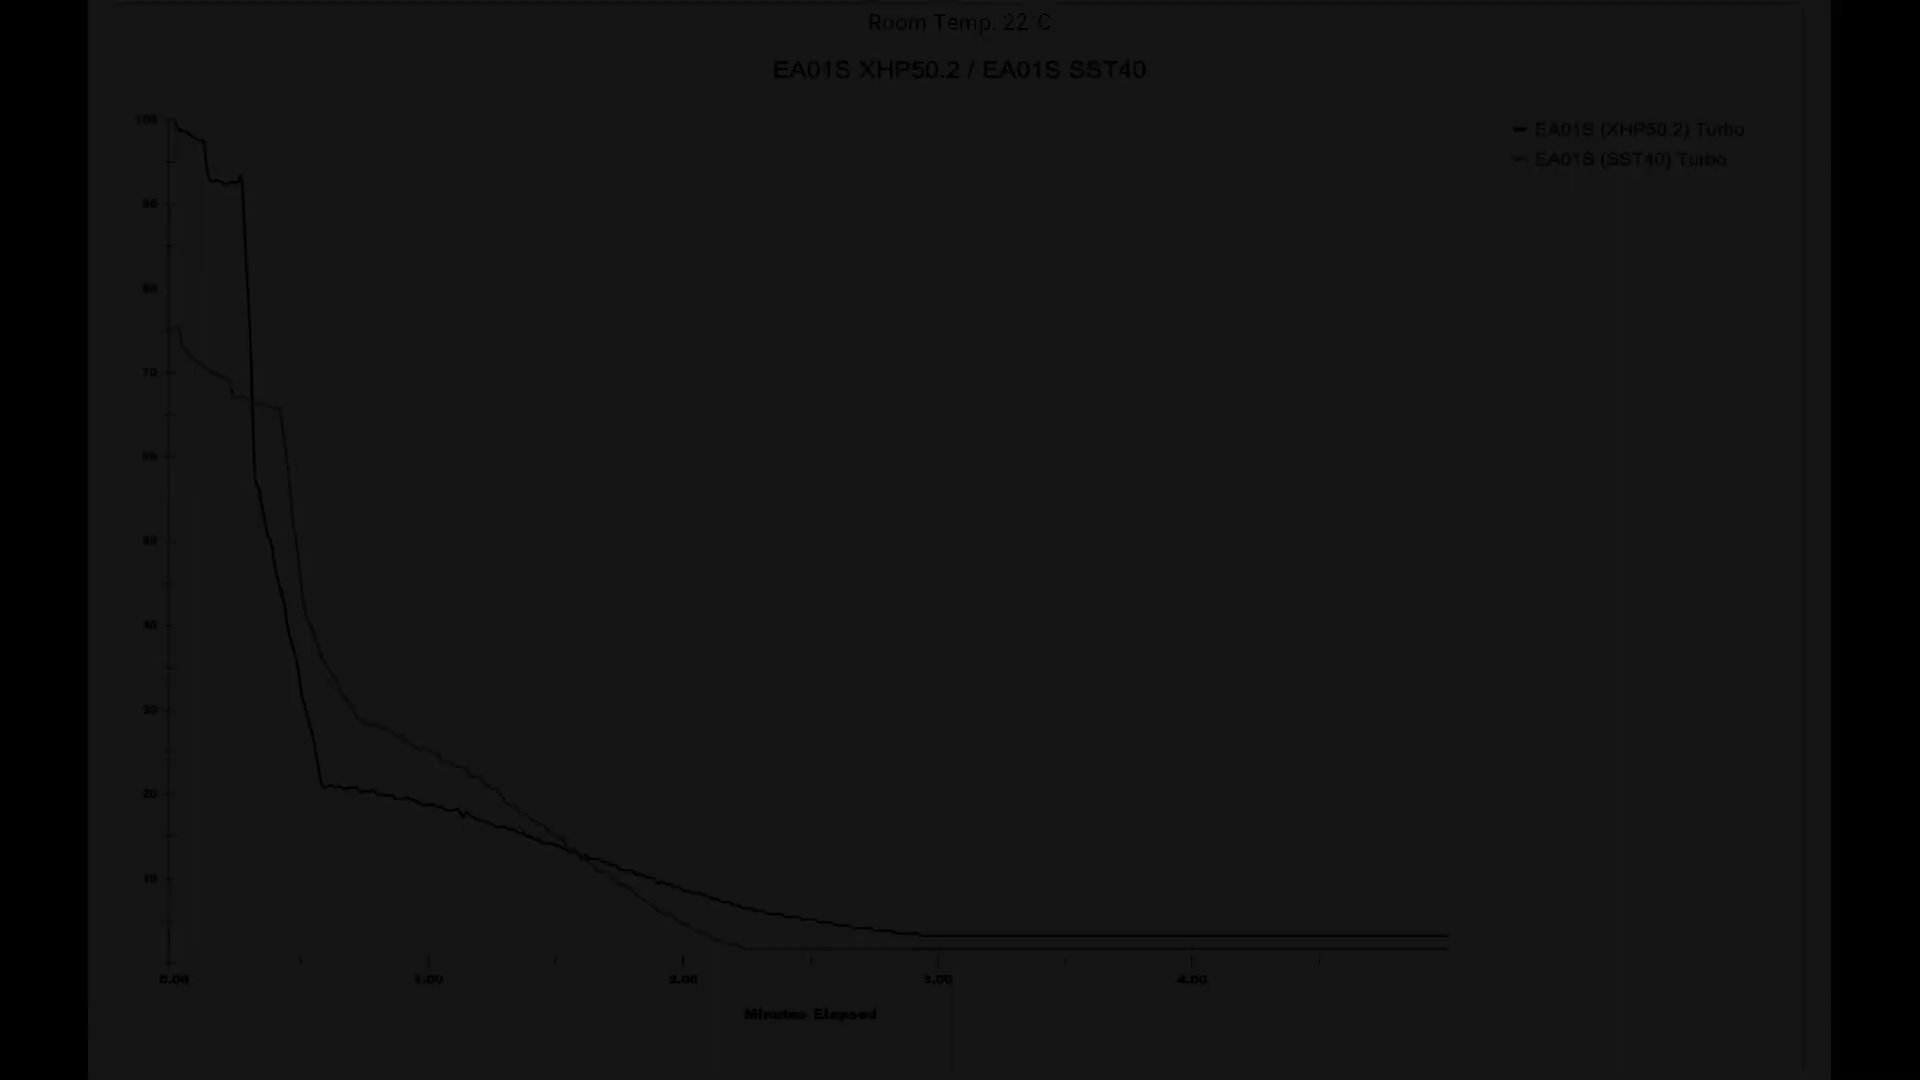 Room Temp. 22 C
EA01S XHP50.2 / EA01S SST40
EA01S (XHP50.2) Turbo
EA01S (SST40) Turbo
100
90
80
70
60
50
40
30
20
10
0.00 1.00 2.00 3.00 4.00
Minutes Elapsed